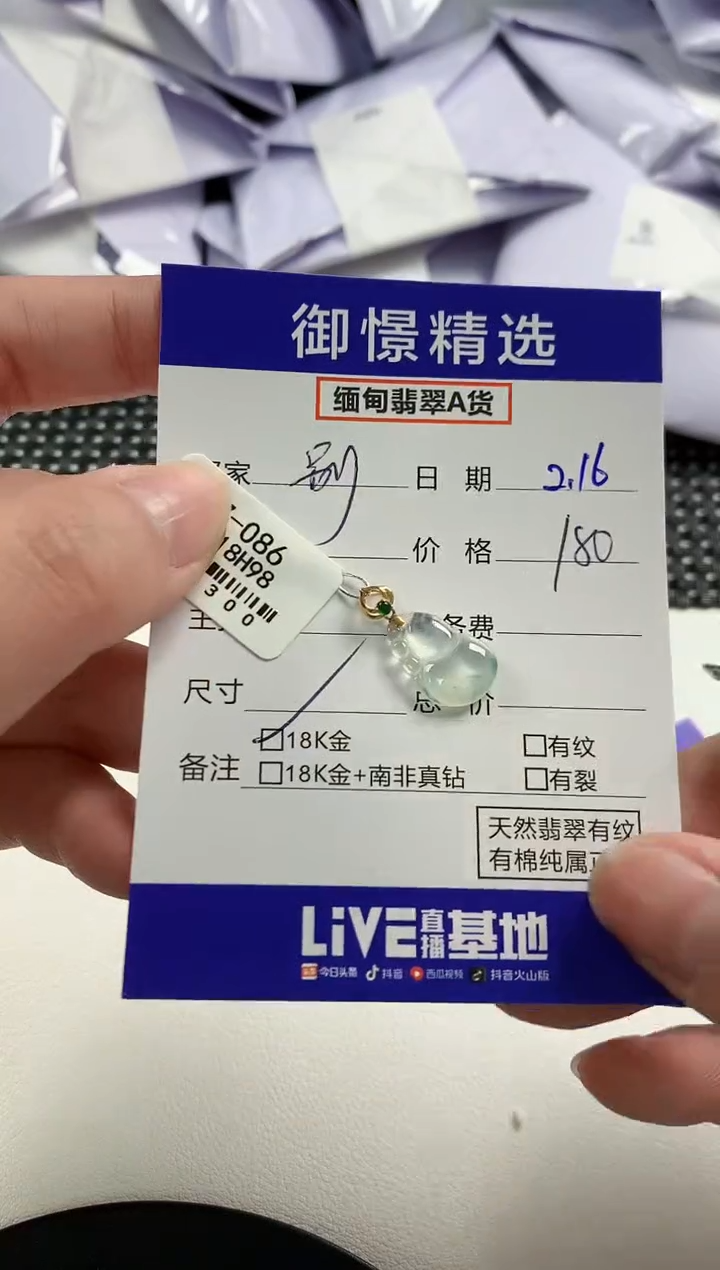 御憬精选
缅甸翡翠A货
家 别 日期 2.16
-086
18H98
300
价格 180
费
尺寸
备注 18K金 有纹
18K金+南非真钻 有裂
天然翡翠有纹
有棉纯属
LiVE直播基地
今日头条 抖音 西瓜视频 抖音火山版